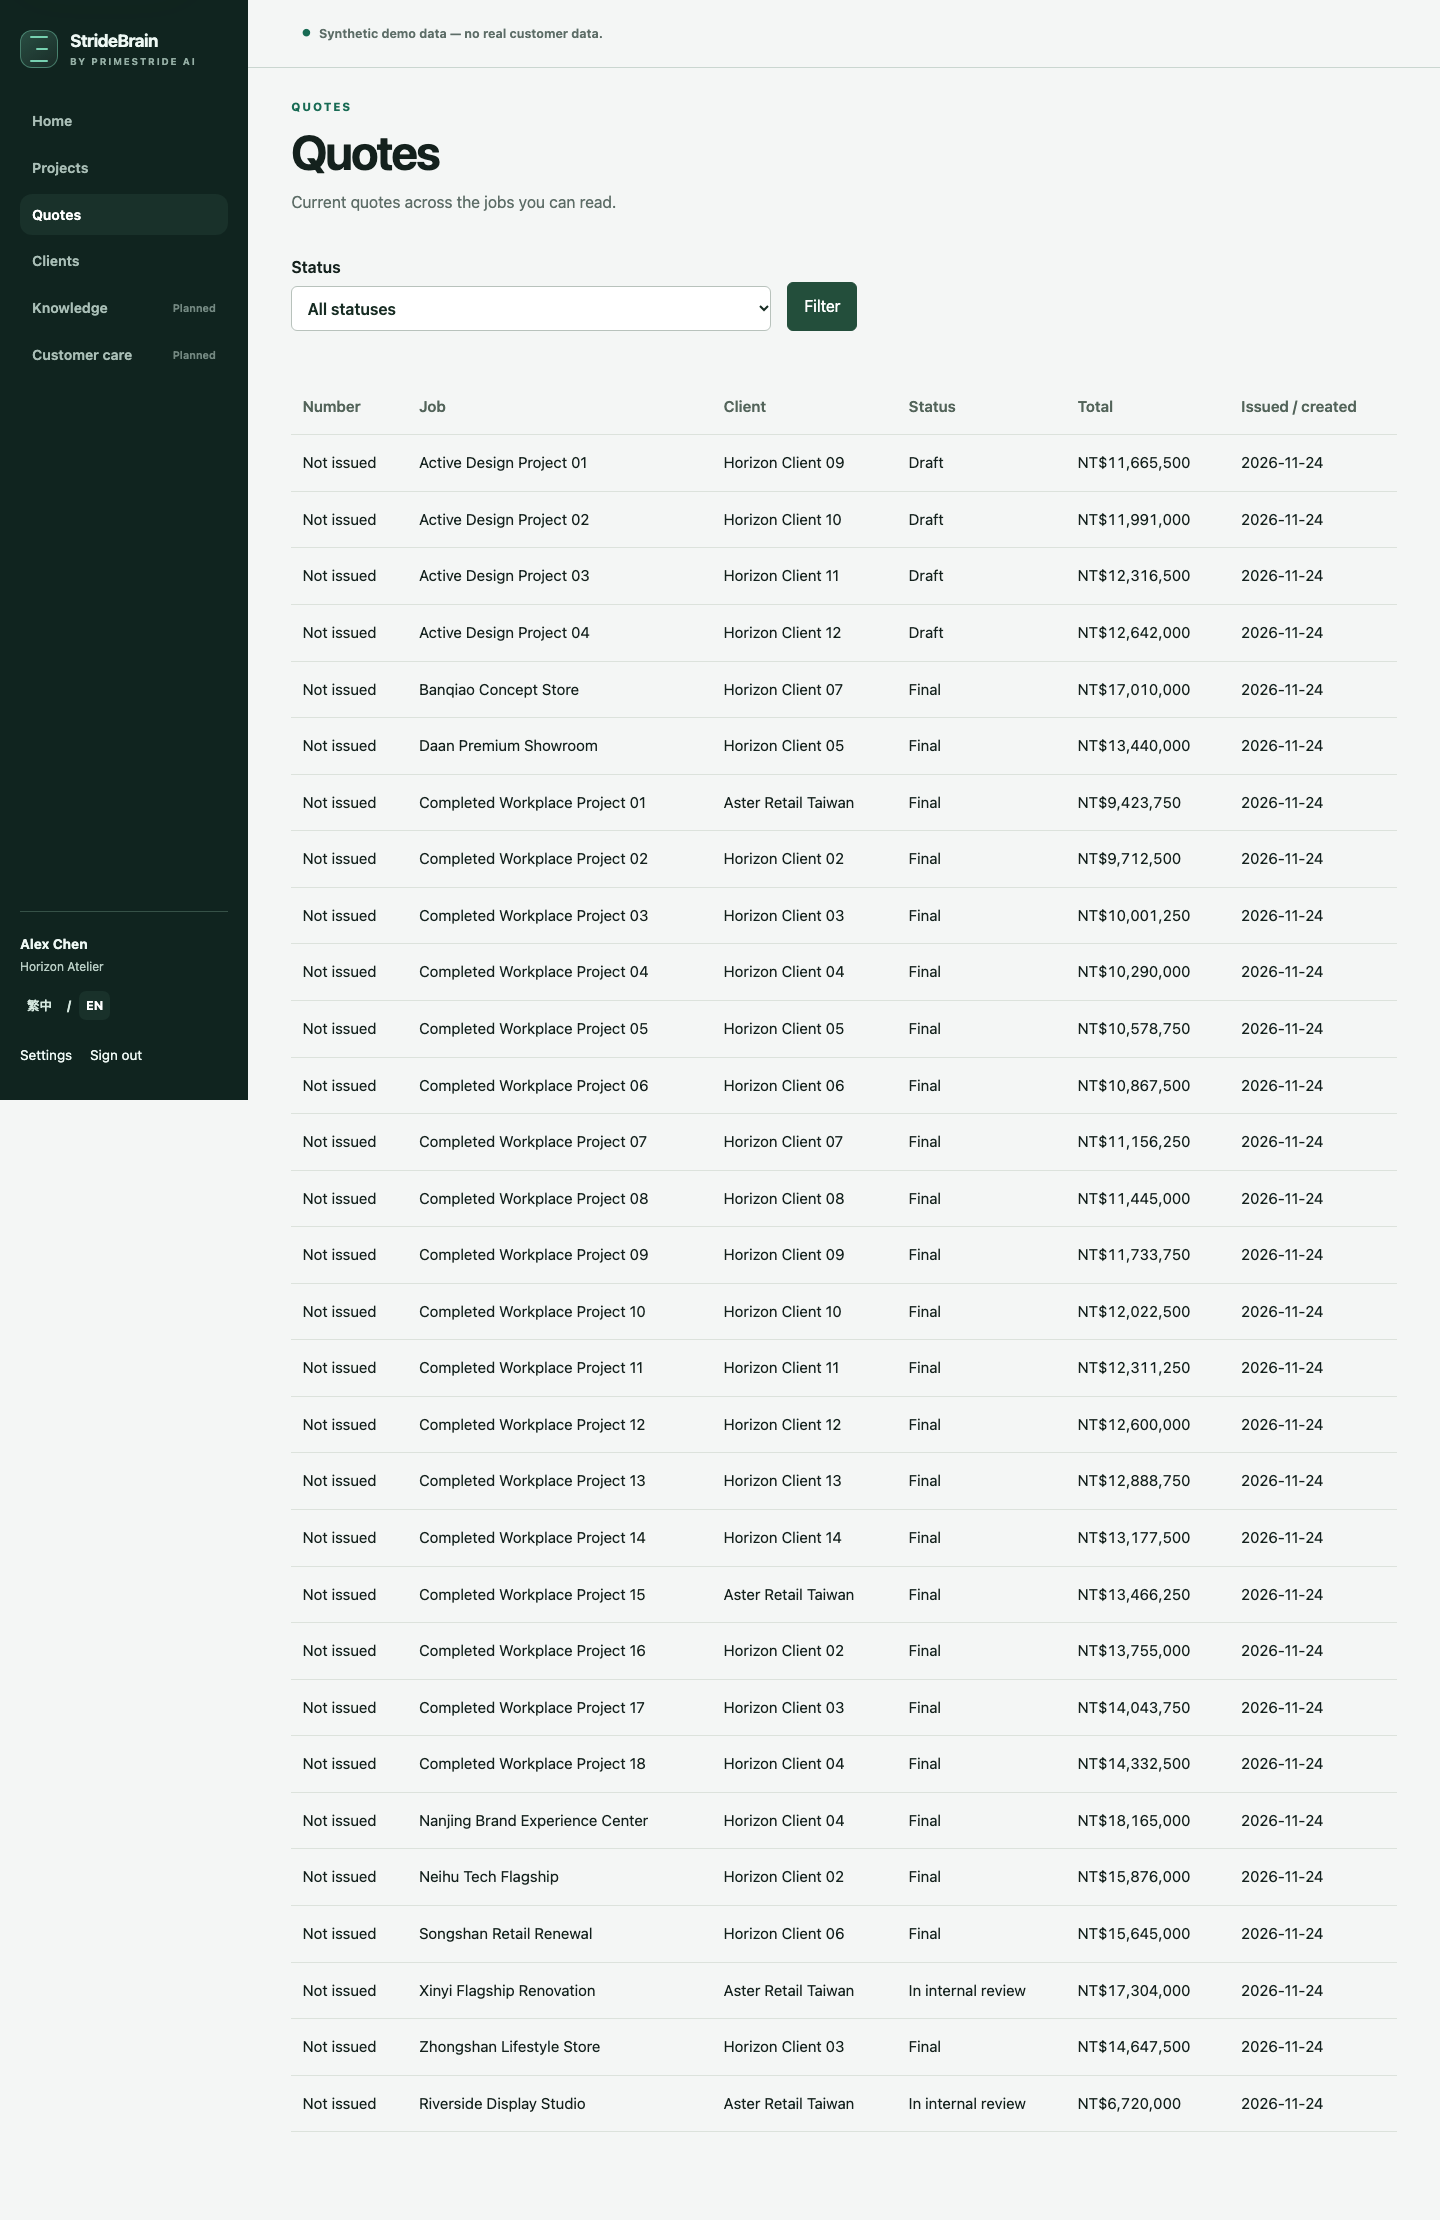 StrideBrain
BY PRIMESTRIDE AI
Home
Projects
Quotes
Clients
Knowledge Planned
Customer care Planned
Alex Chen
Horizon Atelier
繁中 / EN
Settings Sign out
Synthetic demo data — no real customer data.
QUOTES
Quotes
Current quotes across the jobs you can read.
Status
All statuses Filter
Number Job Client Status Total Issued / created
Not issued Active Design Project 01 Horizon Client 09 Draft NT$11,665,500 2026-11-24
Not issued Active Design Project 02 Horizon Client 10 Draft NT$11,991,000 2026-11-24
Not issued Active Design Project 03 Horizon Client 11 Draft NT$12,316,500 2026-11-24
Not issued Active Design Project 04 Horizon Client 12 Draft NT$12,642,000 2026-11-24
Not issued Banqiao Concept Store Horizon Client 07 Final NT$17,010,000 2026-11-24
Not issued Daan Premium Showroom Horizon Client 05 Final NT$13,440,000 2026-11-24
Not issued Completed Workplace Project 01 Aster Retail Taiwan Final NT$9,423,750 2026-11-24
Not issued Completed Workplace Project 02 Horizon Client 02 Final NT$9,712,500 2026-11-24
Not issued Completed Workplace Project 03 Horizon Client 03 Final NT$10,001,250 2026-11-24
Not issued Completed Workplace Project 04 Horizon Client 04 Final NT$10,290,000 2026-11-24
Not issued Completed Workplace Project 05 Horizon Client 05 Final NT$10,578,750 2026-11-24
Not issued Completed Workplace Project 06 Horizon Client 06 Final NT$10,867,500 2026-11-24
Not issued Completed Workplace Project 07 Horizon Client 07 Final NT$11,156,250 2026-11-24
Not issued Completed Workplace Project 08 Horizon Client 08 Final NT$11,445,000 2026-11-24
Not issued Completed Workplace Project 09 Horizon Client 09 Final NT$11,733,750 2026-11-24
Not issued Completed Workplace Project 10 Horizon Client 10 Final NT$12,022,500 2026-11-24
Not issued Completed Workplace Project 11 Horizon Client 11 Final NT$12,311,250 2026-11-24
Not issued Completed Workplace Project 12 Horizon Client 12 Final NT$12,600,000 2026-11-24
Not issued Completed Workplace Project 13 Horizon Client 13 Final NT$12,888,750 2026-11-24
Not issued Completed Workplace Project 14 Horizon Client 14 Final NT$13,177,500 2026-11-24
Not issued Completed Workplace Project 15 Aster Retail Taiwan Final NT$13,466,250 2026-11-24
Not issued Completed Workplace Project 16 Horizon Client 02 Final NT$13,755,000 2026-11-24
Not issued Completed Workplace Project 17 Horizon Client 03 Final NT$14,043,750 2026-11-24
Not issued Completed Workplace Project 18 Horizon Client 04 Final NT$14,332,500 2026-11-24
Not issued Nanjing Brand Experience Center Horizon Client 04 Final NT$18,165,000 2026-11-24
Not issued Neihu Tech Flagship Horizon Client 02 Final NT$15,876,000 2026-11-24
Not issued Songshan Retail Renewal Horizon Client 06 Final NT$15,645,000 2026-11-24
Not issued Xinyi Flagship Renovation Aster Retail Taiwan In internal review NT$17,304,000 2026-11-24
Not issued Zhongshan Lifestyle Store Horizon Client 03 Final NT$14,647,500 2026-11-24
Not issued Riverside Display Studio Aster Retail Taiwan In internal review NT$6,720,000 2026-11-24